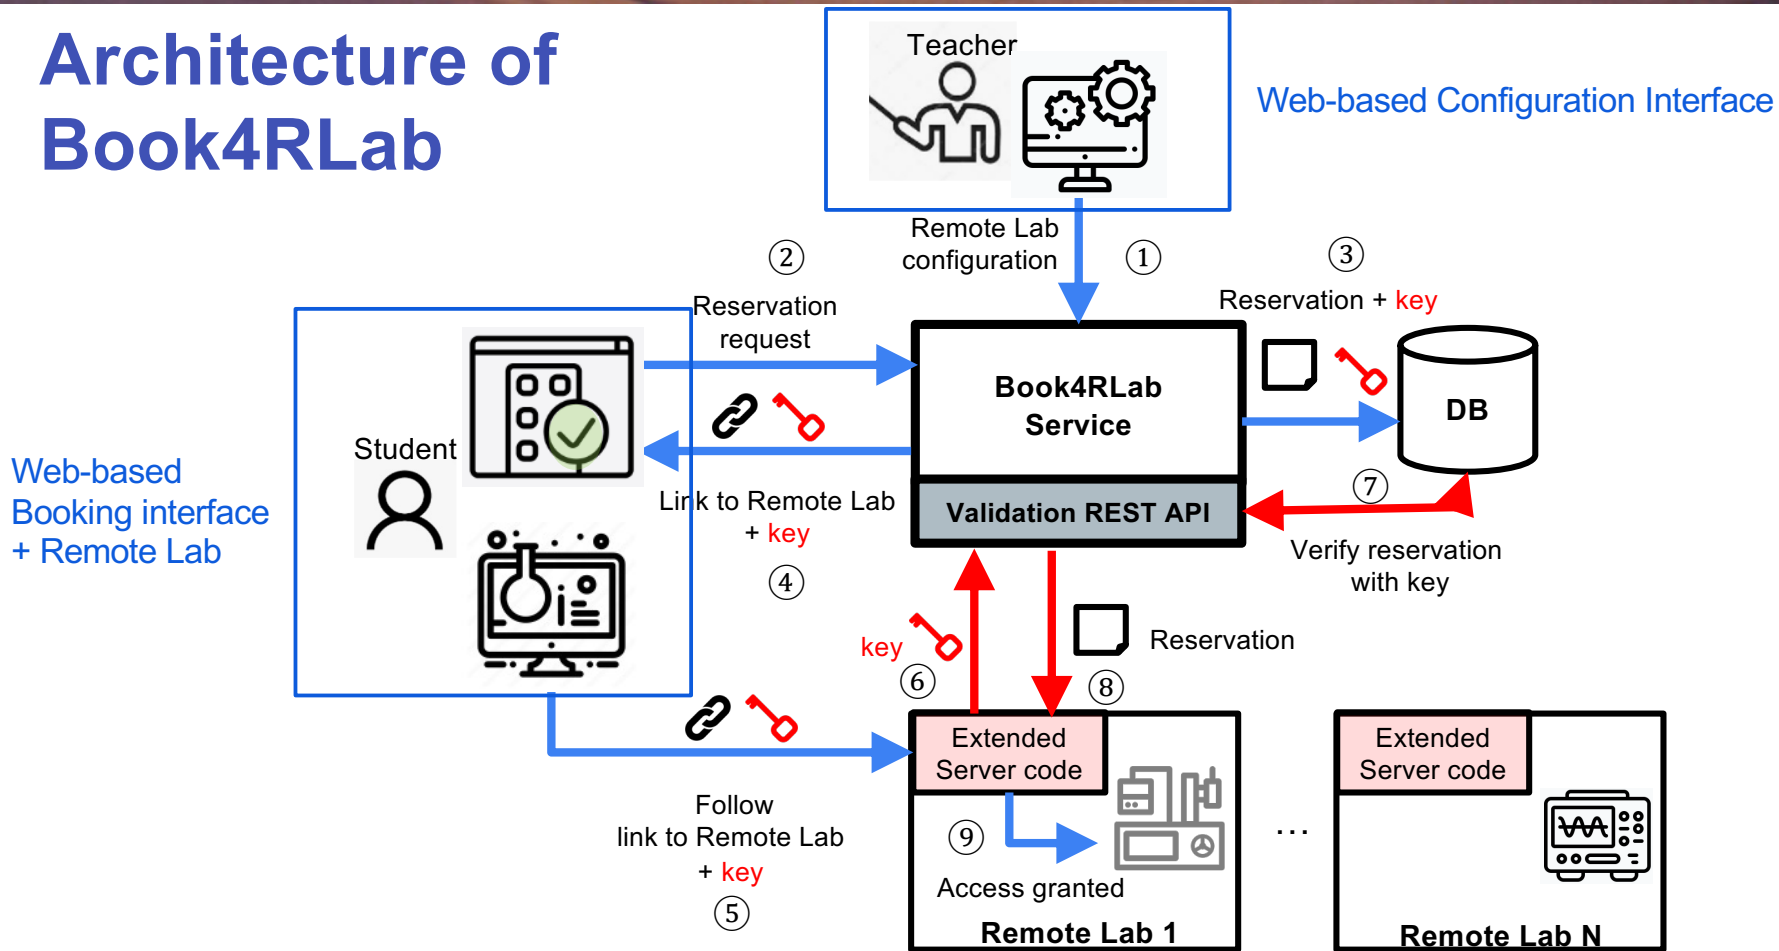 Architecture of
Book4RLab
Teacher
Web-based Configuration Interface
Remote Lab
configuration
①
②
Reservation
request
③
Reservation + key
Book4RLab
Service
DB
Student
Web-based
Booking interface
+ Remote Lab
Link to Remote Lab
+ key
④
Validation REST API
⑦
Verify reservation
with key
key
⑥
Reservation
⑧
Extended
Server code
Extended
Server code
Follow
link to Remote Lab
+ key
⑤
⑨
Access granted
...
Remote Lab 1
Remote Lab N